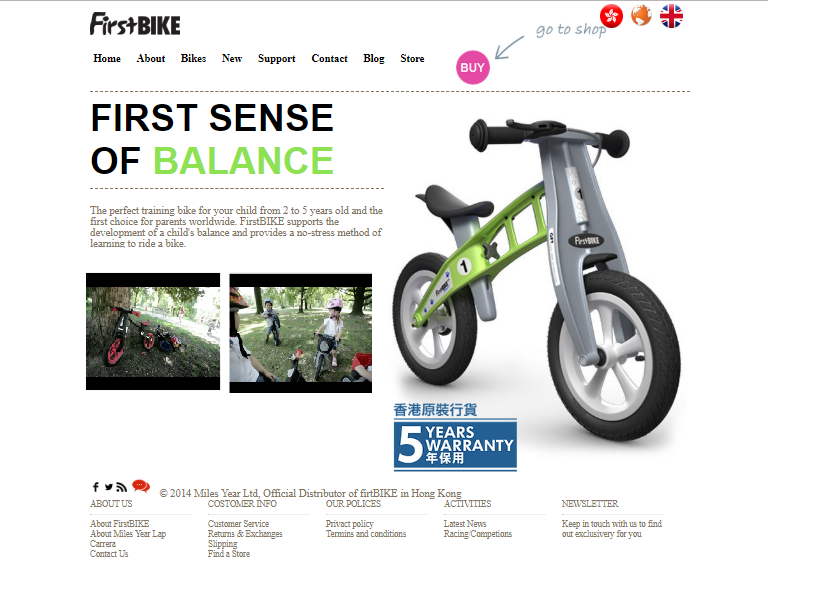 FirstBIKE
go to shop
Home About Bikes New Support Contact Blog Store
BUY
FIRST SENSE
OF BALANCE
The perfect training bike for your child from 2 to 5 years old and the
first choice for parents worldwide. FirstBIKE supports the
development of a child's balance and provides a no-stress method of
learning to ride a bike.
1
FirstBIKE
1
香港原裝行貨
5 YEARS
WARRANTY
年保用
© 2014 Miles Year Ltd, Official Distributor of firtBIKE in Hong Kong
ABOUT US
About FirstBIKE
About Miles Year Lap
Carrera
Contact Us
COSTOMER INFO
Customer Service
Returns & Exchanges
Slipping
Find a Store
OUR POLICES
Privact policy
Termins and conditions
ACTIVITIES
Latest News
Racing/Competions
NEWSLETTER
Keep in touch with us to find
out exclusivery for you